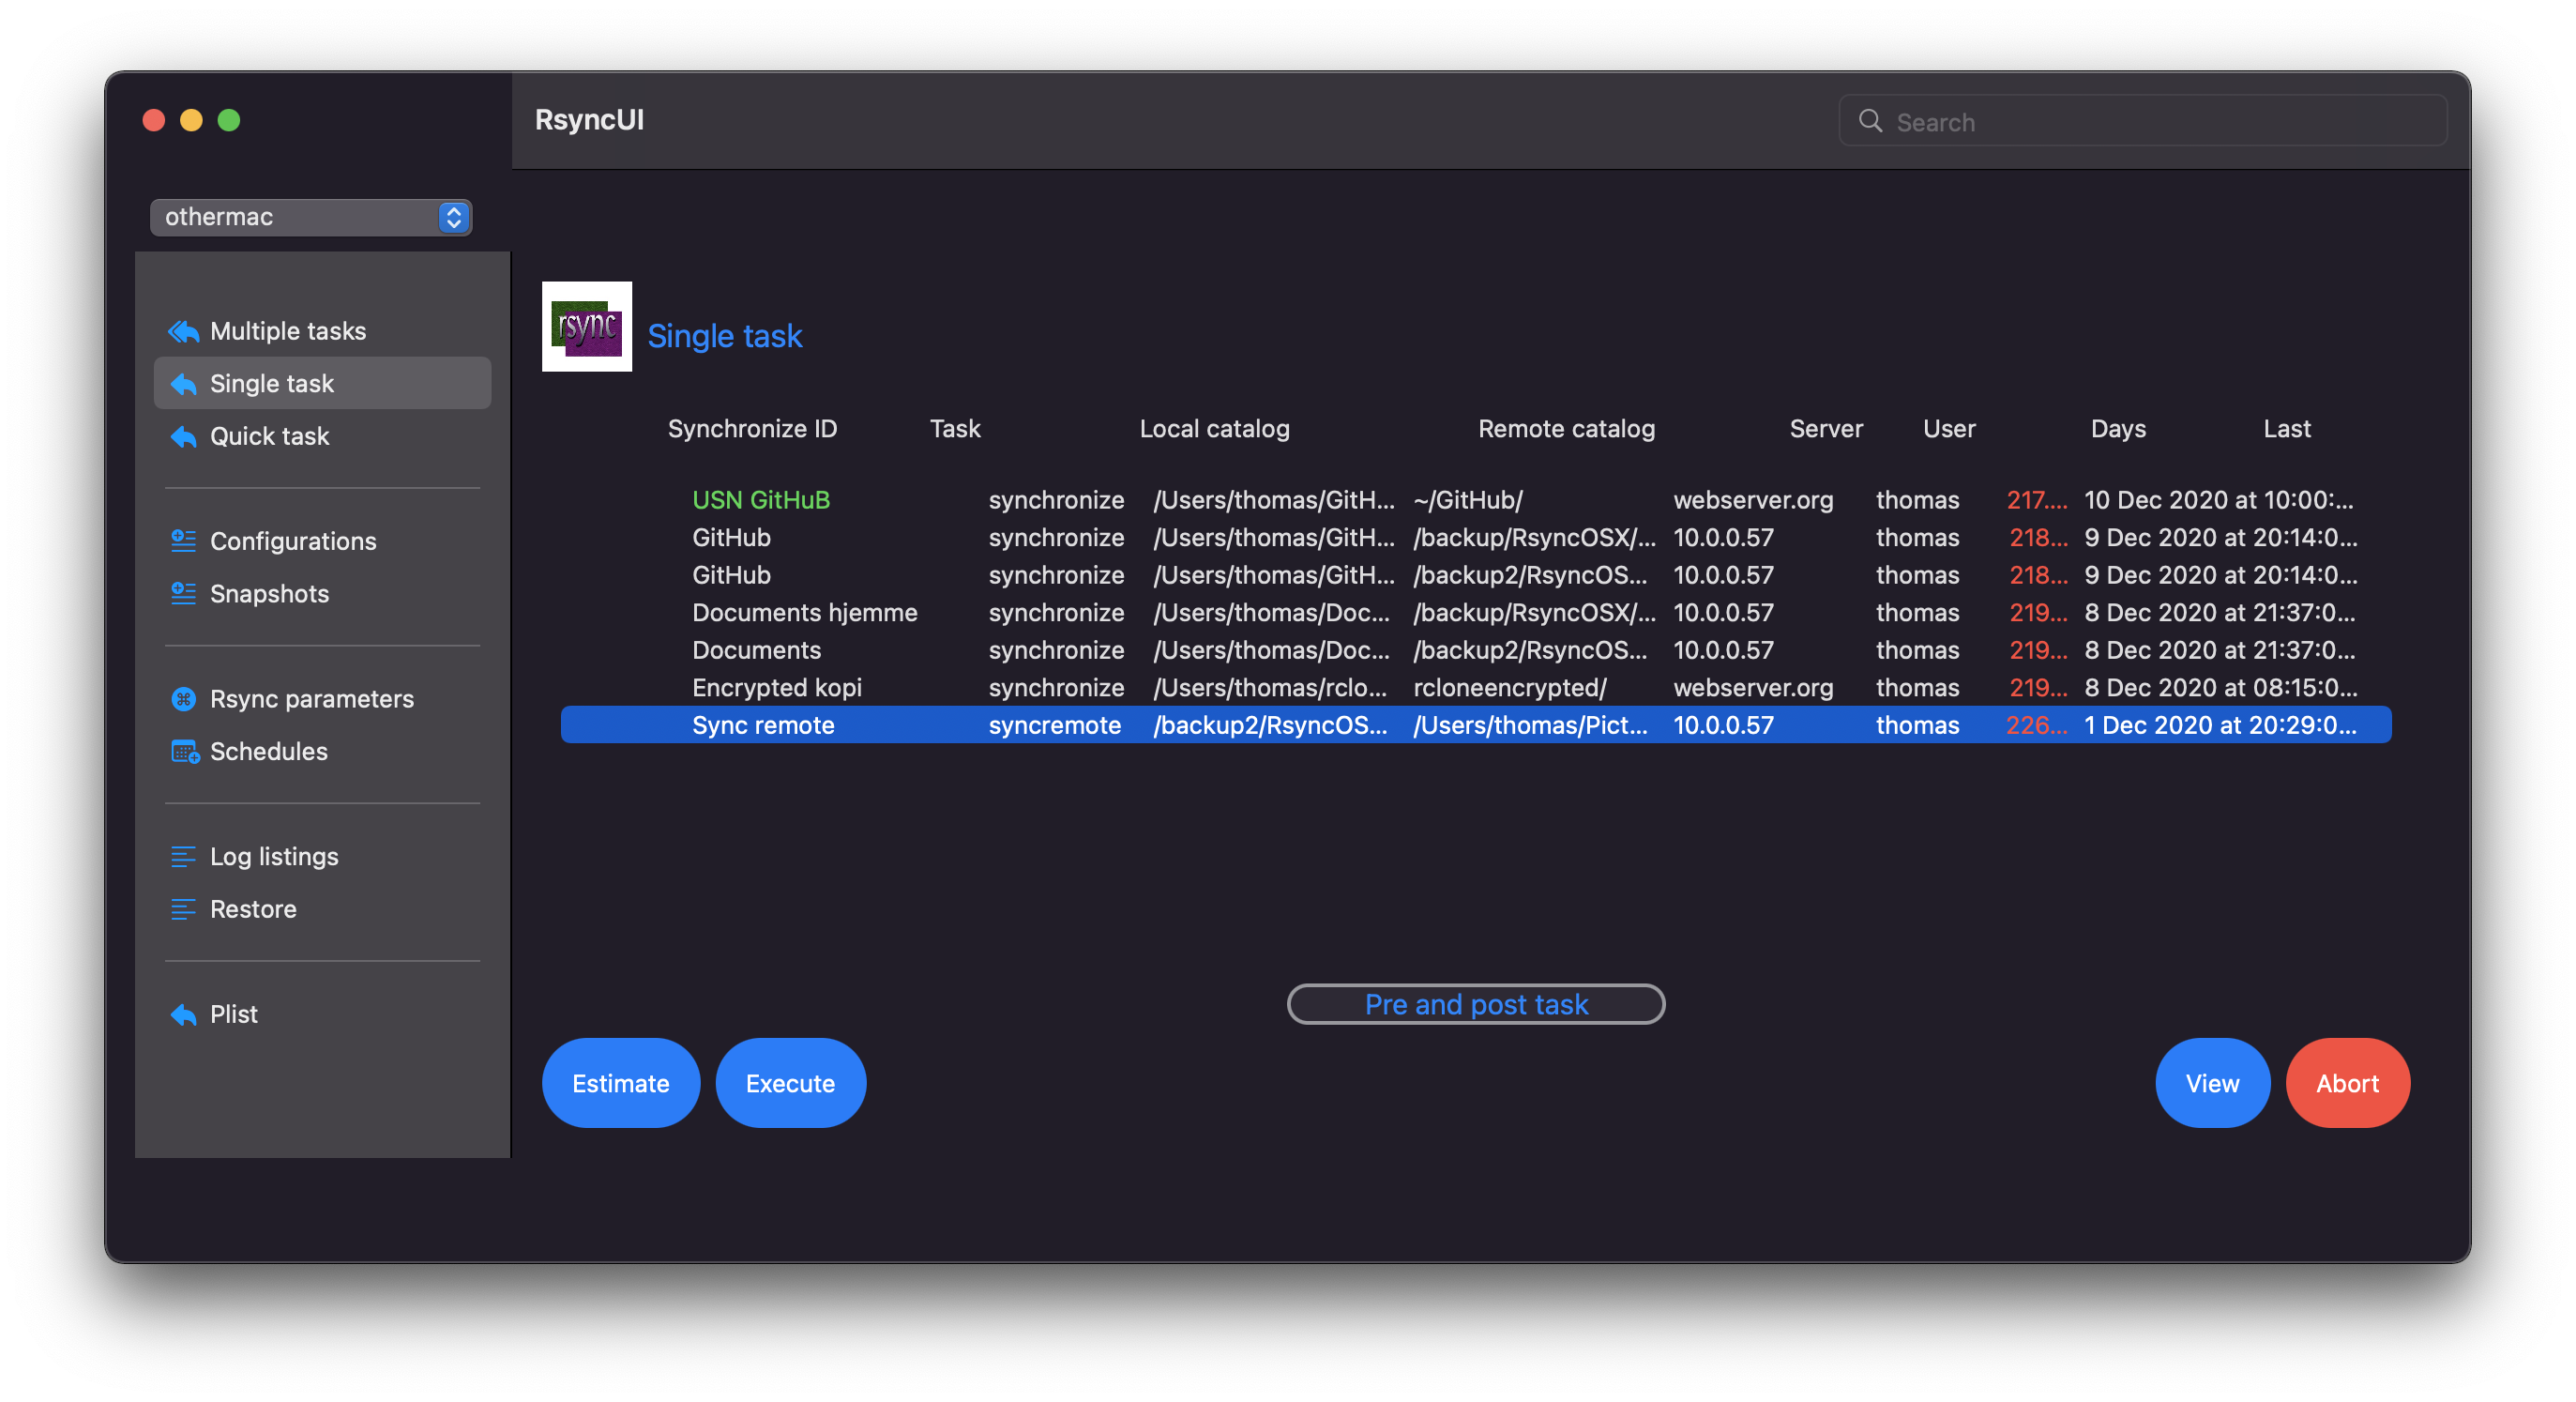 RsyncUI
Search
othermac
Multiple tasks
Single task
Quick task
Configurations
Snapshots
Rsync parameters
Schedules
Log listings
Restore
Plist
rsync
Single task
Synchronize ID Task Local catalog Remote catalog Server User Days Last
USN GitHuB synchronize /Users/thomas/GitH... ~/GitHub/ webserver.org thomas 217.... 10 Dec 2020 at 10:00:...
GitHub synchronize /Users/thomas/GitH... /backup/RsyncOSX/... 10.0.0.57 thomas 218... 9 Dec 2020 at 20:14:0...
GitHub synchronize /Users/thomas/GitH... /backup2/RsyncOS... 10.0.0.57 thomas 218... 9 Dec 2020 at 20:14:0...
Documents hjemme synchronize /Users/thomas/Doc... /backup/RsyncOSX/... 10.0.0.57 thomas 219... 8 Dec 2020 at 21:37:0...
Documents synchronize /Users/thomas/Doc... /backup2/RsyncOS... 10.0.0.57 thomas 219... 8 Dec 2020 at 21:37:0...
Encrypted kopi synchronize /Users/thomas/rclo... rcloneencrypted/ webserver.org thomas 219... 8 Dec 2020 at 08:15:0...
Sync remote syncremote /backup2/RsyncOS... /Users/thomas/Pict... 10.0.0.57 thomas 226... 1 Dec 2020 at 20:29:0...
Pre and post task
Estimate Execute View Abort